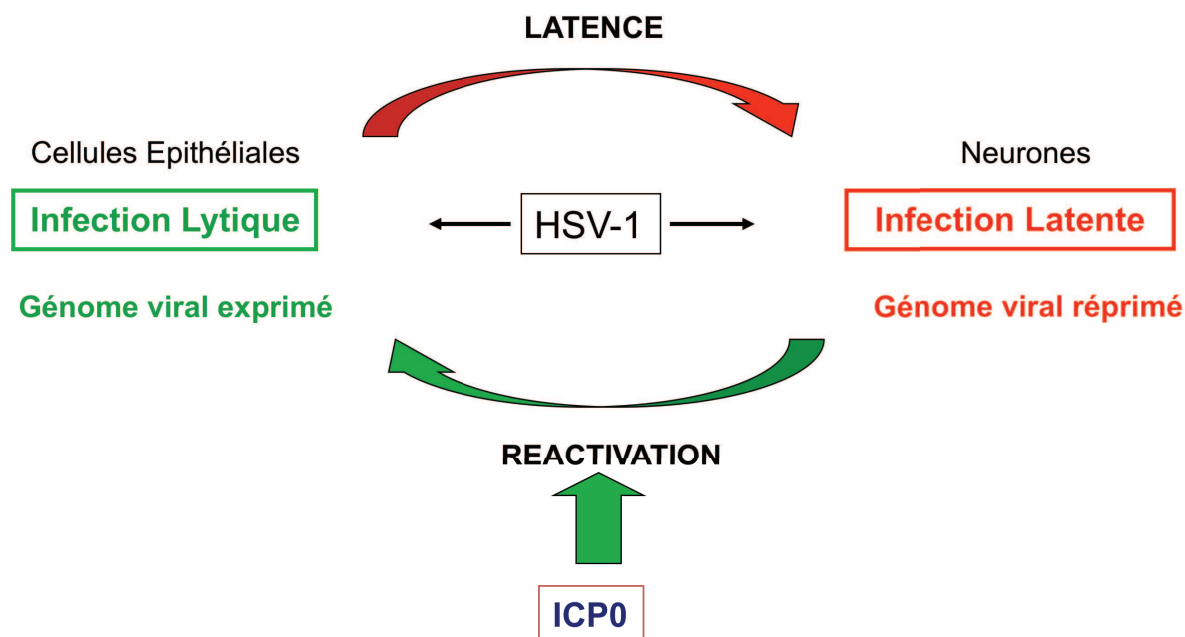 LATENCE
Cellules Epithéliales
Neurones
Infection Lytique
HSV-1
Infection Latente
Génome viral exprimé
Génome viral réprimé
REACTIVATION
ICP0